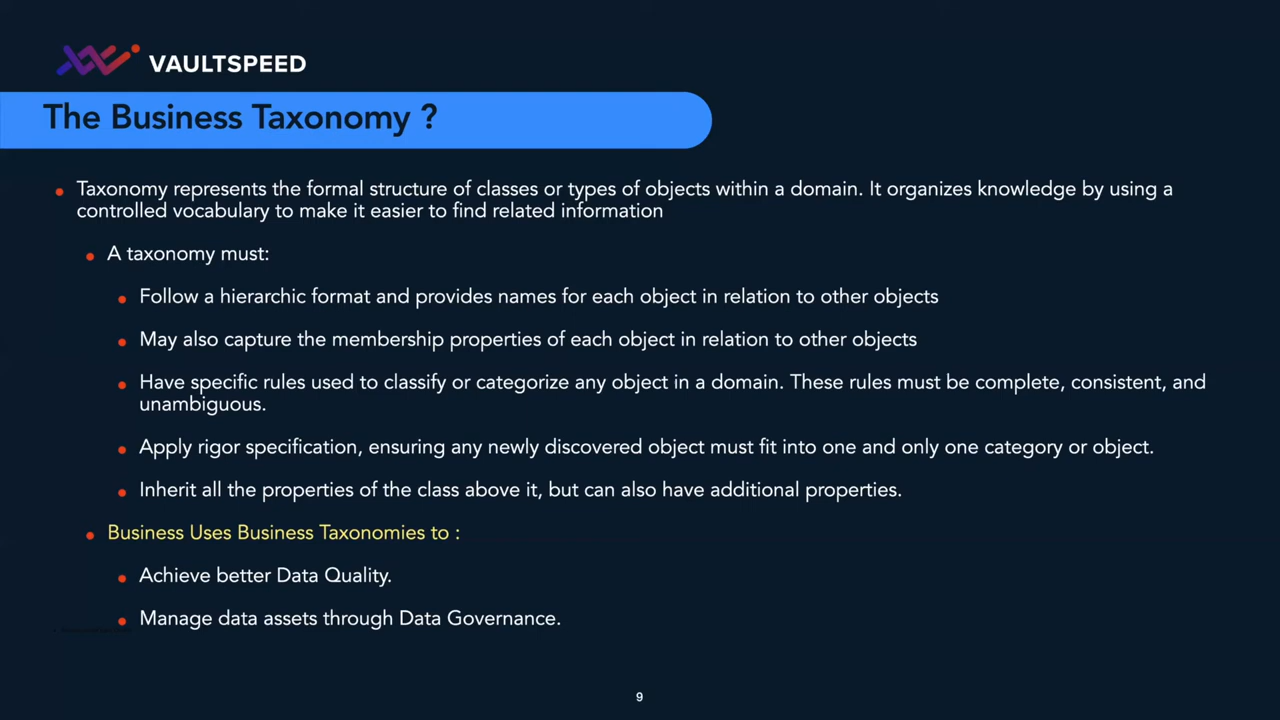 VAULTSPEED
The Business Taxonomy ?
Taxonomy represents the formal structure of classes or types of objects within a domain. It organizes knowledge by using a
controlled vocabulary to make it easier to find related information
A taxonomy must:
Follow a hierarchic format and provides names for each object in relation to other objects
May also capture the membership properties of each object in relation to other objects
Have specific rules used to classify or categorize any object in a domain. These rules must be complete, consistent, and
unambiguous.
Apply rigor specification, ensuring any newly discovered object must fit into one and only one category or object.
Inherit all the properties of the class above it, but can also have additional properties.
Business Uses Business Taxonomies to :
Achieve better Data Quality.
Manage data assets through Data Governance.
9